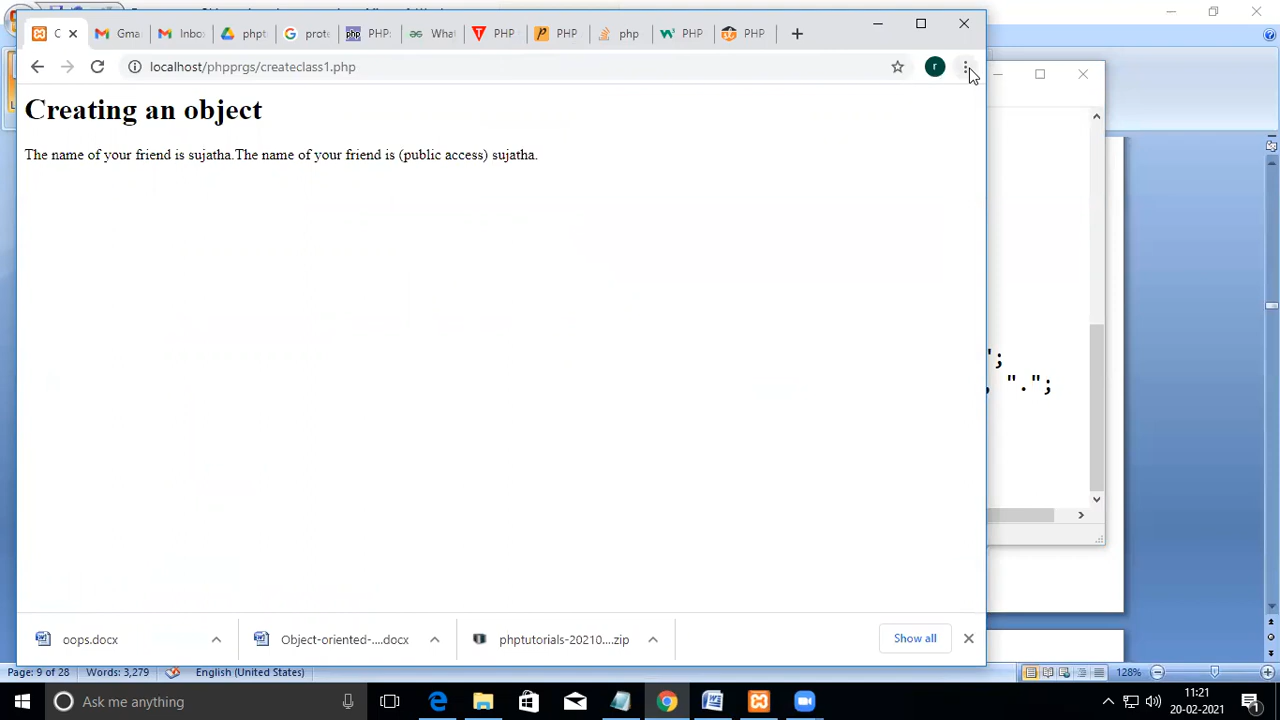 C
Gma
Inbo
phpt
prote
PHP:
Wha
PHP
PHP
php
PHP
PHP
localhost/phpprgs/createclass1.php
r
Creating an object
The name of your friend is sujatha.The name of your friend is (public access) sujatha.
";
, ".";
oops.docx
Object-oriented-....docx
phptutorials-20210....zip
Show all
Page: 9 of 28
Words: 3,279
English (United States)
128%
Ask me anything
11:21
20-02-2021